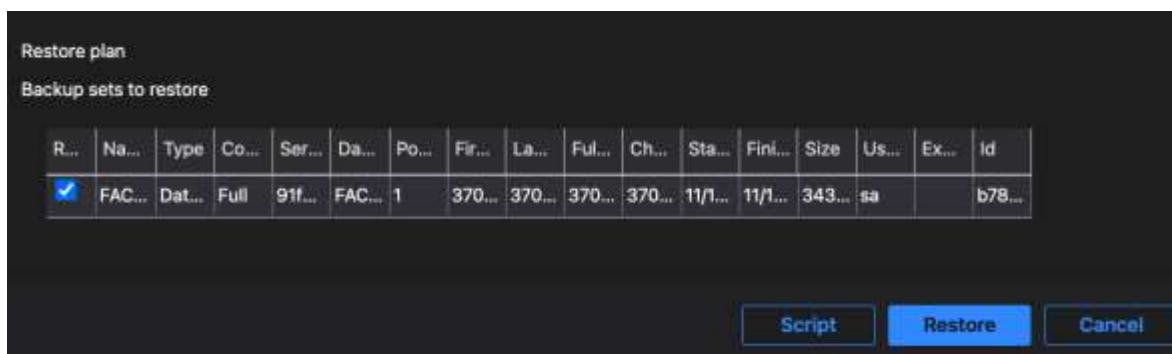 Restore plan
Backup sets to restore
R... Na... Type Co... Ser... Da... Po... Fir... La... Ful... Ch... Sta... Fini... Size Us... Ex... Id
FAC... Dat... Full 91f... FAC... 1 370... 370... 370... 370... 11/1... 11/1... 343... sa b78...
Script Restore Cancel